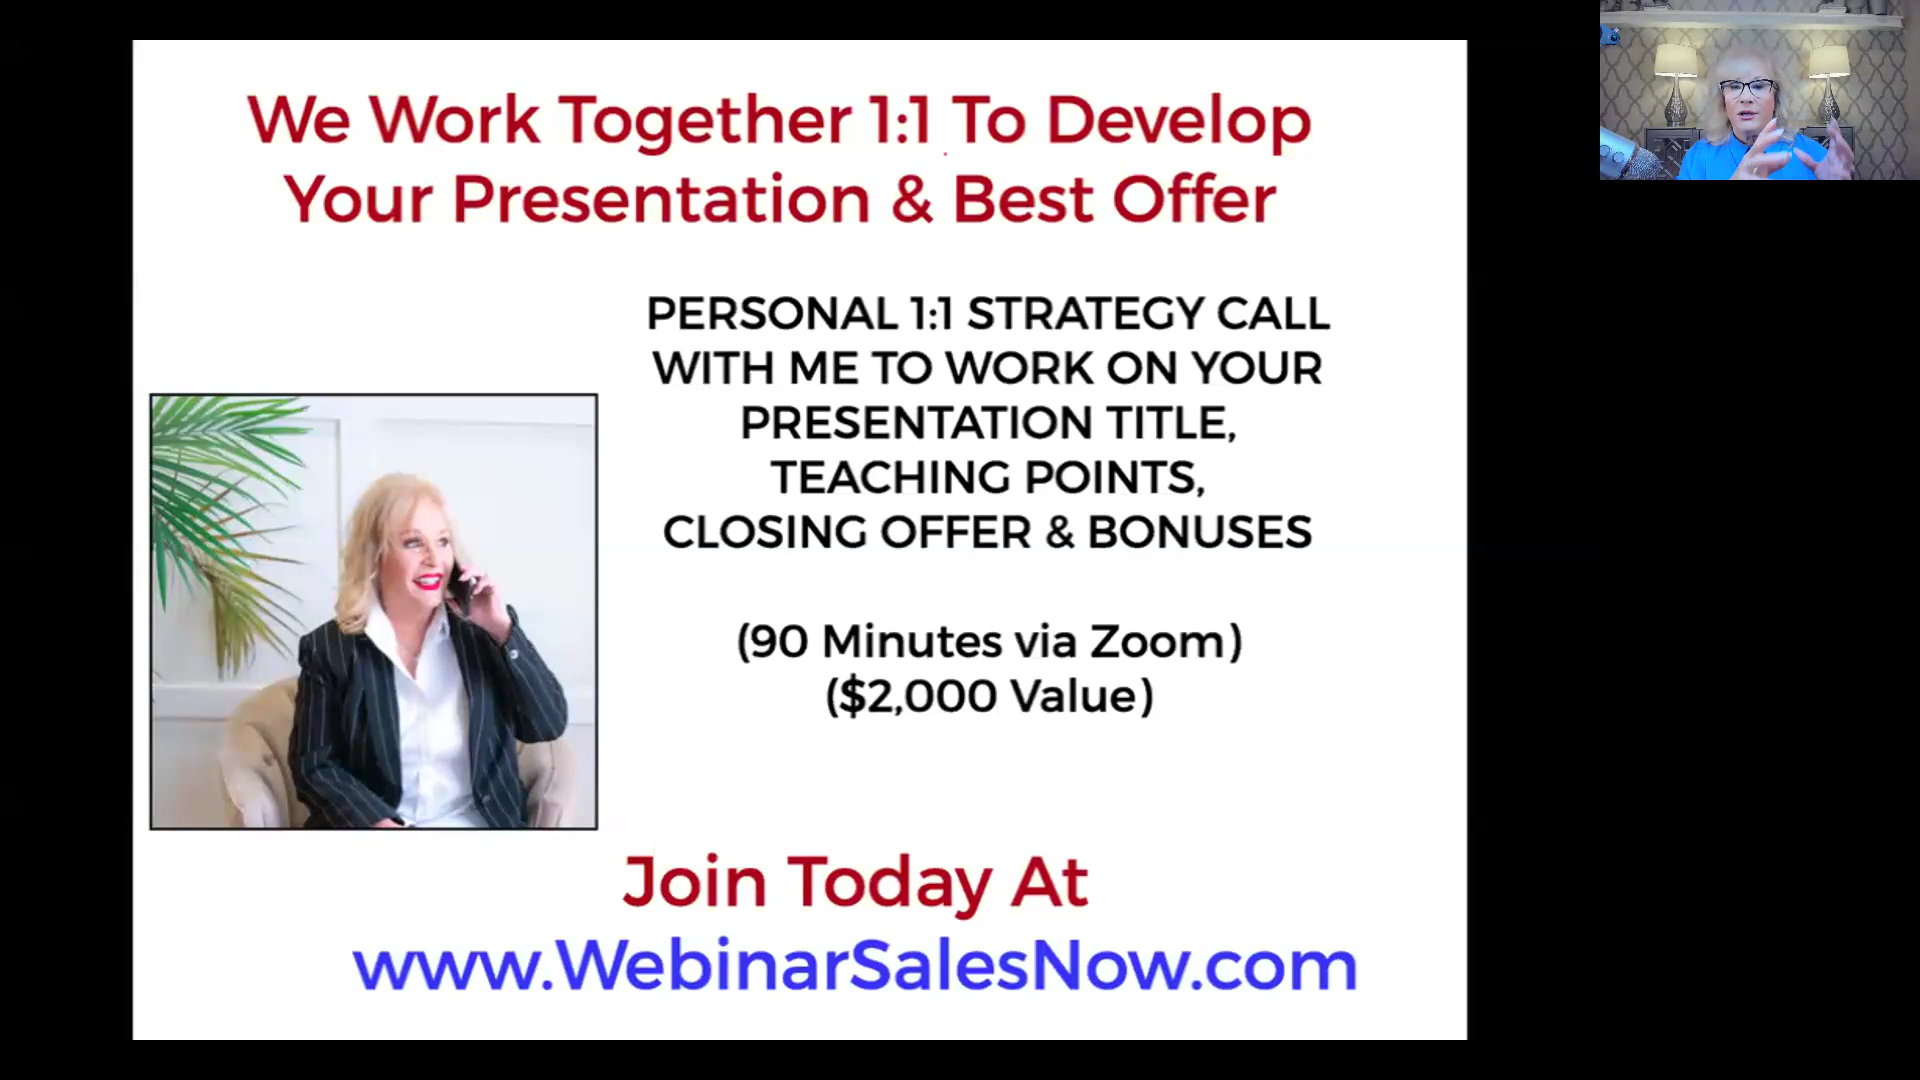 We Work Together 1:1 To Develop
Your Presentation & Best Offer
PERSONAL 1:1 STRATEGY CALL
WITH ME TO WORK ON YOUR
PRESENTATION TITLE,
TEACHING POINTS,
CLOSING OFFER & BONUSES
(90 Minutes via Zoom)
($2,000 Value)
Join Today At
www.WebinarSalesNow.com